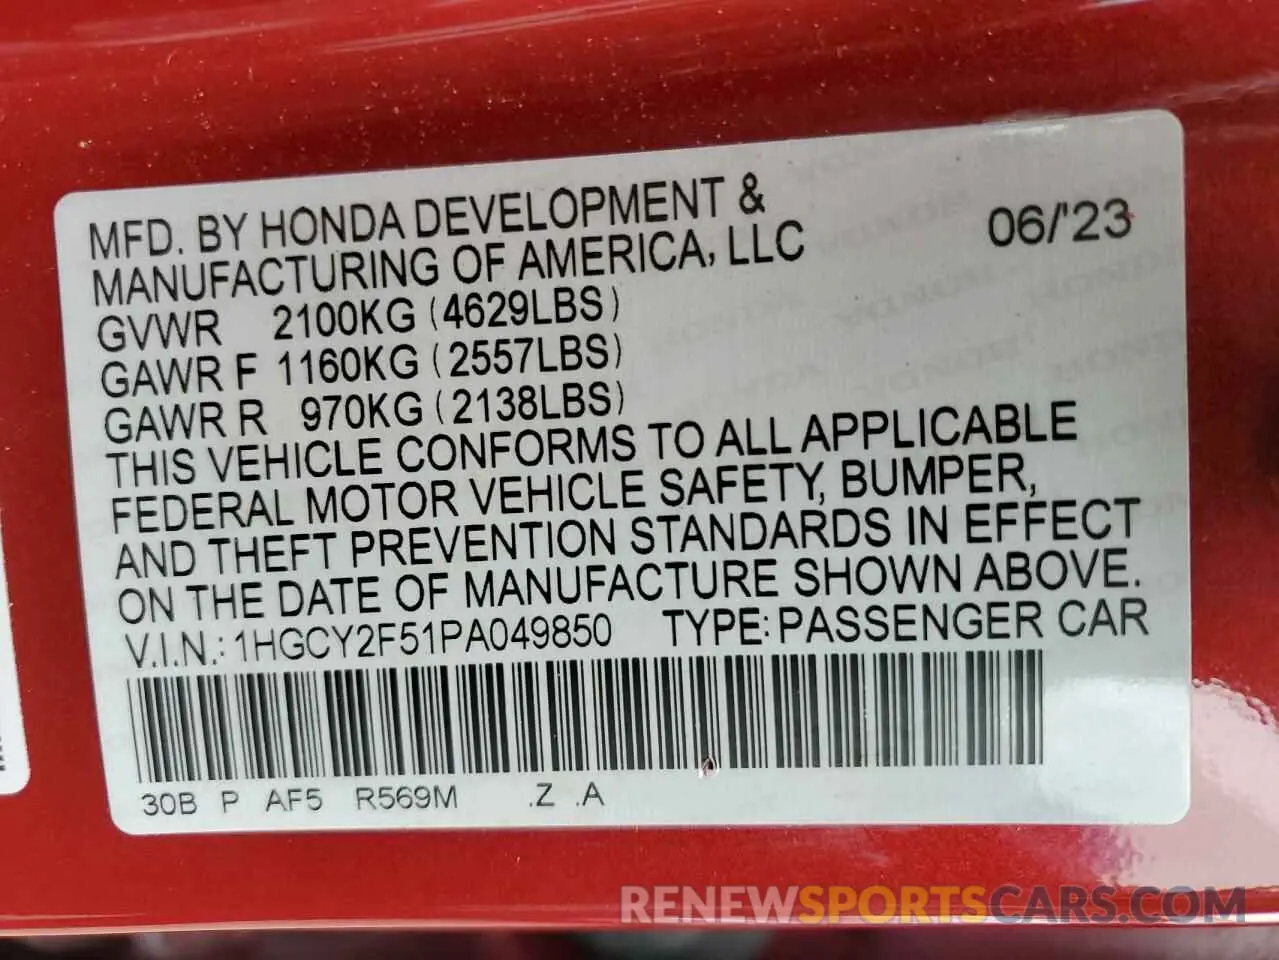 MFD. BY HONDA DEVELOPMENT &
MANUFACTURING OF AMERICA, LLC 06/'23
GVWR 2100KG (4629LBS)
GAWR F 1160KG (2557LBS)
GAWR R 970KG (2138LBS)
THIS VEHICLE CONFORMS TO ALL APPLICABLE
FEDERAL MOTOR VEHICLE SAFETY, BUMPER,
AND THEFT PREVENTION STANDARDS IN EFFECT
ON THE DATE OF MANUFACTURE SHOWN ABOVE.
V.I.N.: 1HGCY2F51PA049850 TYPE: PASSENGER CAR
30B P AF5 R569M .Z .A
RENEWSPORTSCARS.COM